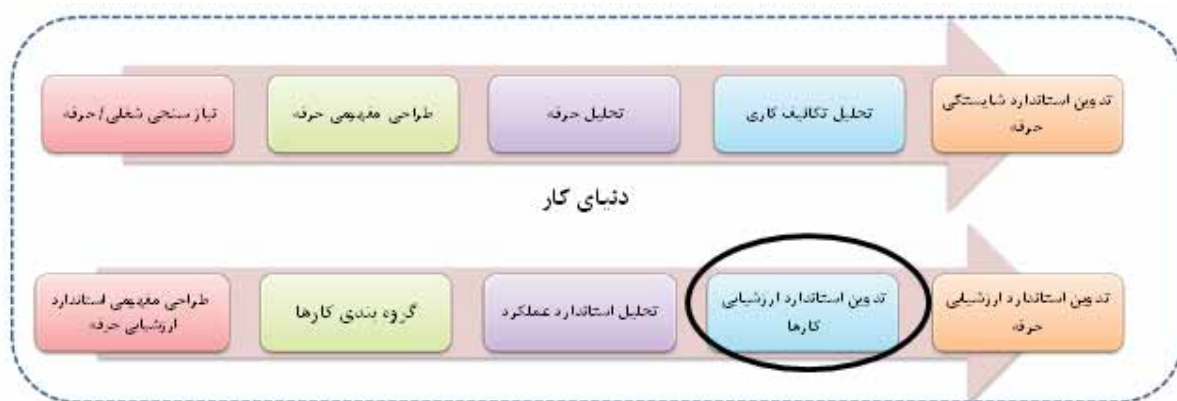 نیاز سنجی شغلی / حرفه
طراحی مفهومی حرفه
تحلیل حرفه
تحلیل تکالیف کاری
تدوین استاندارد شایستگی
حرفه
دنیای کار
طراحی مفهومی استاندارد
ارزشیابی حرفه
گروه بندی کارها
تحلیل استاندارد عملکرد
تدوین استاندارد ارزشیابی
کارها
تدوین استاندارد ارزشیابی
حرفه